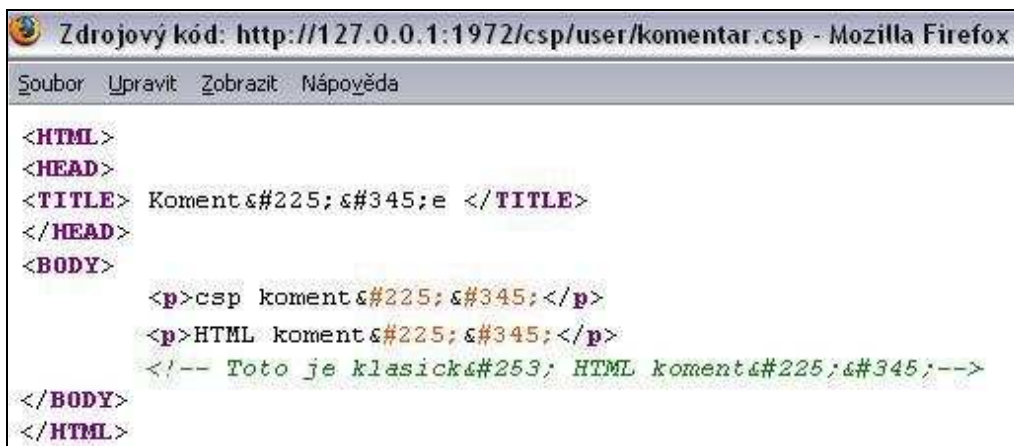 Zdrojový kód: http://127.0.0.1:1972/csp/user/komentar.csp - Mozilla Firefox
Soubor Upravit Zobrazit Nápověda
<HTML>
<HEAD>
<TITLE> Koment&#225;&#345;e </TITLE>
</HEAD>
<BODY>
<p>csp koment&#225;&#345;</p>
<p>HTML koment&#225;&#345;</p>
<!-- Toto je klasick&#253; HTML koment&#225;&#345;-->
</BODY>
</HTML>